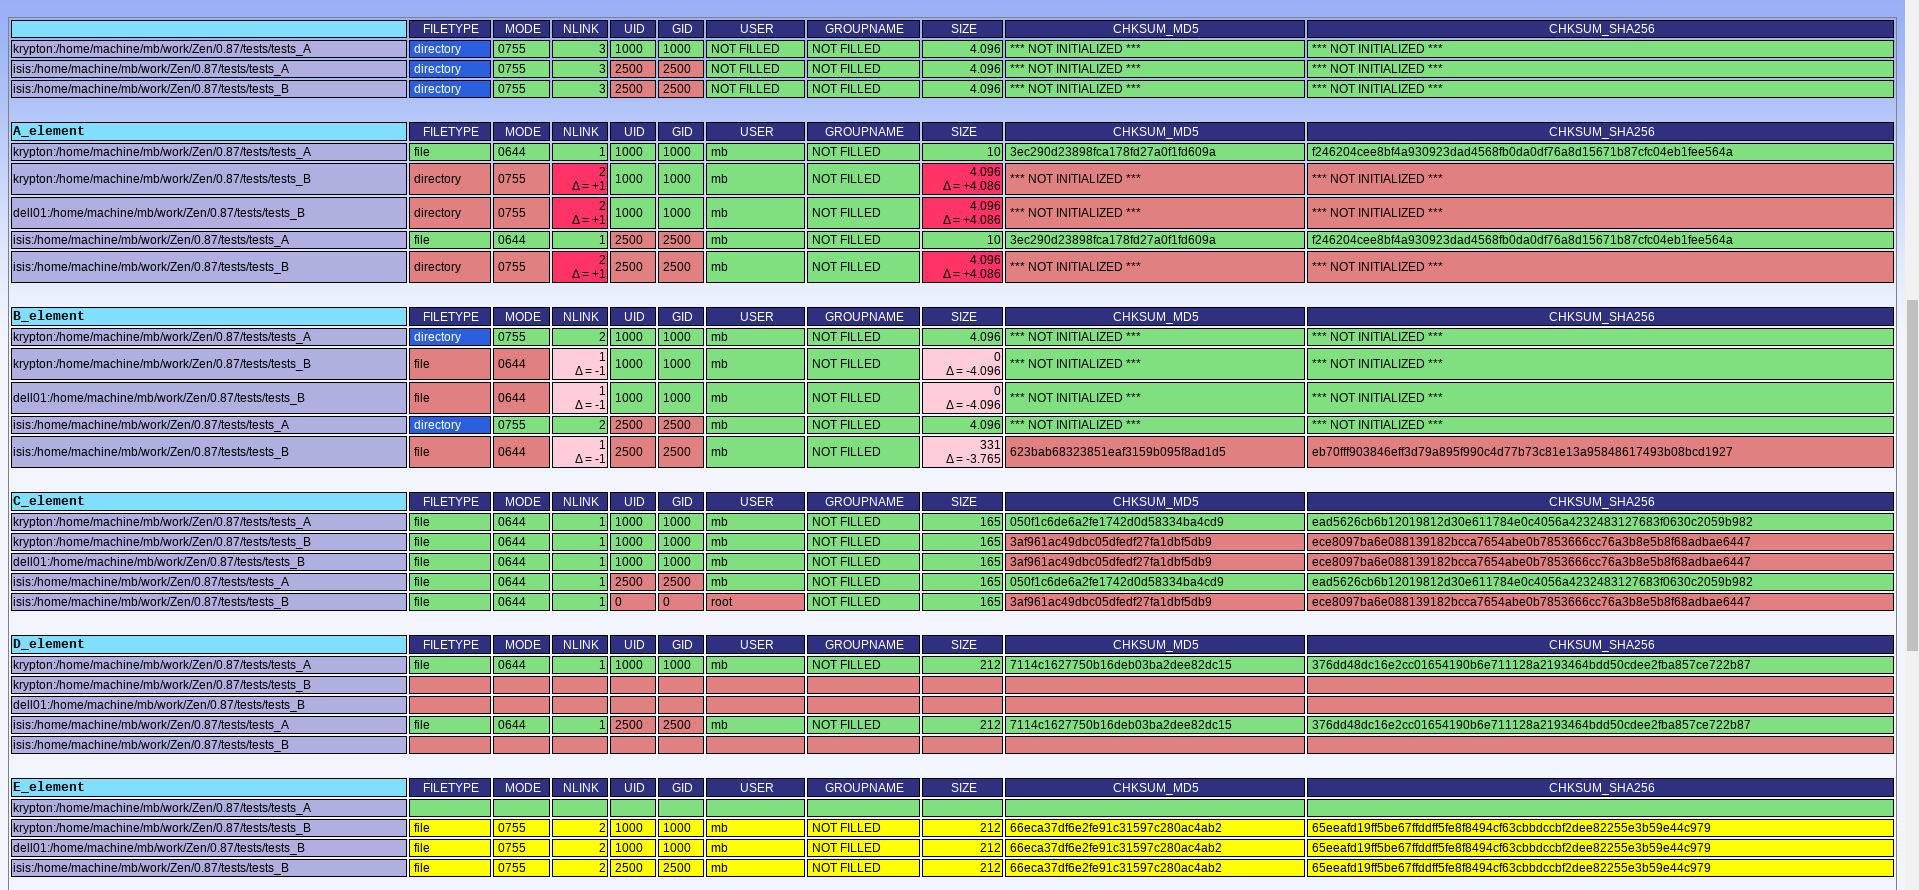 FILETYPE MODE NLINK UID GID USER GROUPNAME SIZE CHKSUM_MD5 CHKSUM_SHA256
krypton:/home/machine/mb/work/Zen/0.87/tests/tests_A directory 0755 3 1000 1000 NOT FILLED NOT FILLED 4.096 *** NOT INITIALIZED *** *** NOT INITIALIZED ***
isis:/home/machine/mb/work/Zen/0.87/tests/tests_A directory 0755 3 2500 2500 NOT FILLED NOT FILLED 4.096 *** NOT INITIALIZED *** *** NOT INITIALIZED ***
isis:/home/machine/mb/work/Zen/0.87/tests/tests_B directory 0755 3 2500 2500 NOT FILLED NOT FILLED 4.096 *** NOT INITIALIZED *** *** NOT INITIALIZED ***
A_element FILETYPE MODE NLINK UID GID USER GROUPNAME SIZE CHKSUM_MD5 CHKSUM_SHA256
krypton:/home/machine/mb/work/Zen/0.87/tests/tests_A file 0644 1 1000 1000 mb NOT FILLED 10 3ec290d23898fca178fd27a0f1fd609a f246204cee8bf4a930923dad4568fb0da0df76a8d15671b87cfc04eb1fee564a
krypton:/home/machine/mb/work/Zen/0.87/tests/tests_B directory 0755 2 Δ = +1 1000 1000 mb NOT FILLED 4.096 Δ = +4.086 *** NOT INITIALIZED *** *** NOT INITIALIZED ***
dell01:/home/machine/mb/work/Zen/0.87/tests/tests_B directory 0755 2 Δ = +1 1000 1000 mb NOT FILLED 4.096 Δ = +4.086 *** NOT INITIALIZED *** *** NOT INITIALIZED ***
isis:/home/machine/mb/work/Zen/0.87/tests/tests_A file 0644 1 2500 2500 mb NOT FILLED 10 3ec290d23898fca178fd27a0f1fd609a f246204cee8bf4a930923dad4568fb0da0df76a8d15671b87cfc04eb1fee564a
isis:/home/machine/mb/work/Zen/0.87/tests/tests_B directory 0755 2 Δ = +1 2500 2500 mb NOT FILLED 4.096 Δ = +4.086 *** NOT INITIALIZED *** *** NOT INITIALIZED ***
B_element FILETYPE MODE NLINK UID GID USER GROUPNAME SIZE CHKSUM_MD5 CHKSUM_SHA256
krypton:/home/machine/mb/work/Zen/0.87/tests/tests_A directory 0755 2 1000 1000 mb NOT FILLED 4.096 *** NOT INITIALIZED *** *** NOT INITIALIZED ***
krypton:/home/machine/mb/work/Zen/0.87/tests/tests_B file 0644 1 Δ = -1 1000 1000 mb NOT FILLED 0 Δ = -4.096 *** NOT INITIALIZED *** *** NOT INITIALIZED ***
dell01:/home/machine/mb/work/Zen/0.87/tests/tests_B file 0644 1 Δ = -1 1000 1000 mb NOT FILLED 0 Δ = -4.096 *** NOT INITIALIZED *** *** NOT INITIALIZED ***
isis:/home/machine/mb/work/Zen/0.87/tests/tests_A directory 0755 2 2500 2500 mb NOT FILLED 4.096 *** NOT INITIALIZED *** *** NOT INITIALIZED ***
isis:/home/machine/mb/work/Zen/0.87/tests/tests_B file 0644 1 Δ = -1 2500 2500 mb NOT FILLED 331 Δ = -3.765 623bab68323851eaf3159b095f8ad1d5 eb70fff903846eff3d79a895f990c4d77b73c81e13a95848617493b08bcd1927
C_element FILETYPE MODE NLINK UID GID USER GROUPNAME SIZE CHKSUM_MD5 CHKSUM_SHA256
krypton:/home/machine/mb/work/Zen/0.87/tests/tests_A file 0644 1 1000 1000 mb NOT FILLED 165 050f1c6de6a2fe1742d0d58334ba4cd9 ead5626cb6b12019812d30e611784e0c4056a4232483127683f0630c2059b982
krypton:/home/machine/mb/work/Zen/0.87/tests/tests_B file 0644 1 1000 1000 mb NOT FILLED 165 3af961ac49dbc05dfedf27fa1dbf5db9 ece8097ba6e088139182bcca7654abe0b7853666cc76a3b8e5b8f68adbae6447
dell01:/home/machine/mb/work/Zen/0.87/tests/tests_B file 0644 1 1000 1000 mb NOT FILLED 165 3af961ac49dbc05dfedf27fa1dbf5db9 ece8097ba6e088139182bcca7654abe0b7853666cc76a3b8e5b8f68adbae6447
isis:/home/machine/mb/work/Zen/0.87/tests/tests_A file 0644 1 2500 2500 mb NOT FILLED 165 050f1c6de6a2fe1742d0d58334ba4cd9 ead5626cb6b12019812d30e611784e0c4056a4232483127683f0630c2059b982
isis:/home/machine/mb/work/Zen/0.87/tests/tests_B file 0644 1 0 0 root NOT FILLED 165 3af961ac49dbc05dfedf27fa1dbf5db9 ece8097ba6e088139182bcca7654abe0b7853666cc76a3b8e5b8f68adbae6447
D_element FILETYPE MODE NLINK UID GID USER GROUPNAME SIZE CHKSUM_MD5 CHKSUM_SHA256
krypton:/home/machine/mb/work/Zen/0.87/tests/tests_A file 0644 1 1000 1000 mb NOT FILLED 212 7114c1627750b16deb03ba2dee82dc15 376dd48dc16e2cc01654190b6e711128a2193464bdd50cdee2fba857ce722b87
krypton:/home/machine/mb/work/Zen/0.87/tests/tests_B
dell01:/home/machine/mb/work/Zen/0.87/tests/tests_B
isis:/home/machine/mb/work/Zen/0.87/tests/tests_A file 0644 1 2500 2500 mb NOT FILLED 212 7114c1627750b16deb03ba2dee82dc15 376dd48dc16e2cc01654190b6e711128a2193464bdd50cdee2fba857ce722b87
isis:/home/machine/mb/work/Zen/0.87/tests/tests_B
E_element FILETYPE MODE NLINK UID GID USER GROUPNAME SIZE CHKSUM_MD5 CHKSUM_SHA256
krypton:/home/machine/mb/work/Zen/0.87/tests/tests_A
krypton:/home/machine/mb/work/Zen/0.87/tests/tests_B file 0755 2 1000 1000 mb NOT FILLED 212 66eca37df6e2fe91c31597c280ac4ab2 65eeafd19ff5be67ffddff5fe8f8494cf63cbbdccbf2dee82255e3b59e44c979
dell01:/home/machine/mb/work/Zen/0.87/tests/tests_B file 0755 2 1000 1000 mb NOT FILLED 212 66eca37df6e2fe91c31597c280ac4ab2 65eeafd19ff5be67ffddff5fe8f8494cf63cbbdccbf2dee82255e3b59e44c979
isis:/home/machine/mb/work/Zen/0.87/tests/tests_B file 0755 2 2500 2500 mb NOT FILLED 212 66eca37df6e2fe91c31597c280ac4ab2 65eeafd19ff5be67ffddff5fe8f8494cf63cbbdccbf2dee82255e3b59e44c979